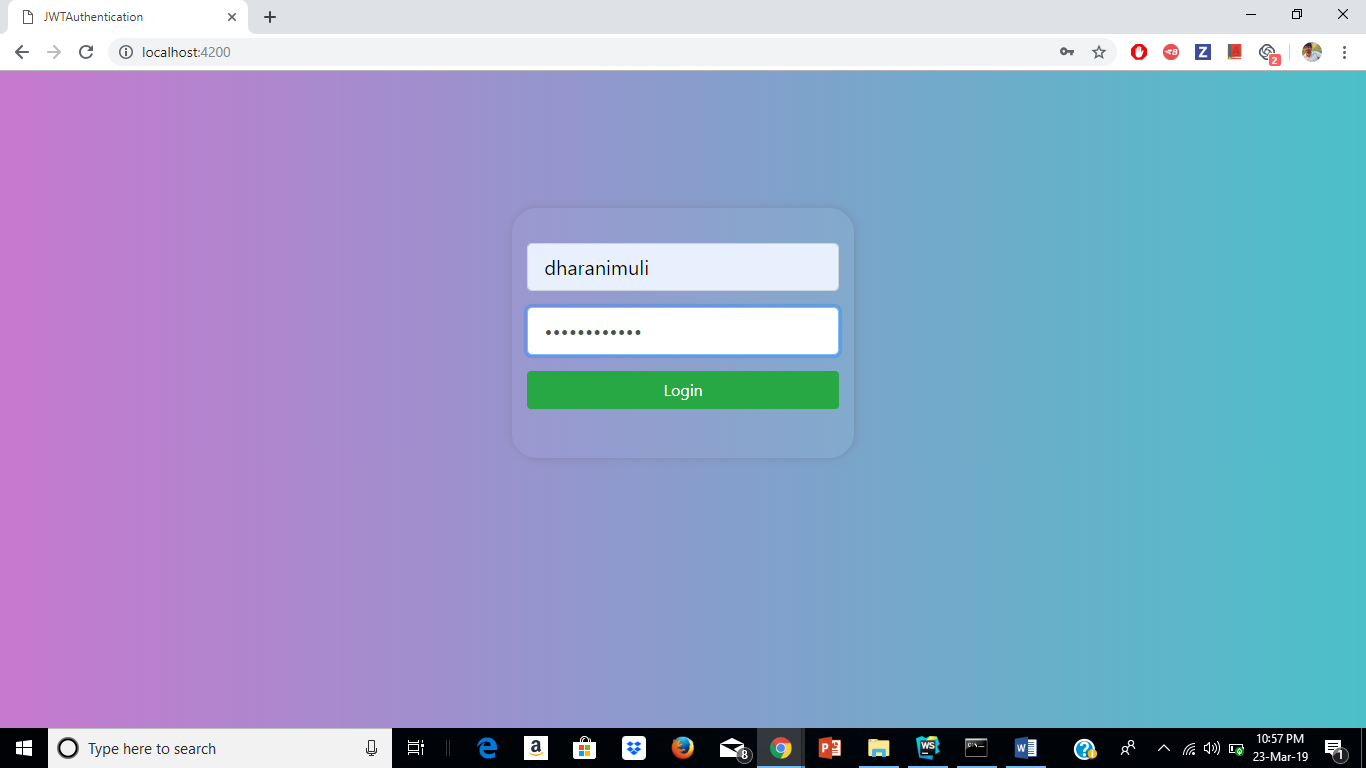 JWTAuthentication
localhost:4200
2
dharanimuli
Login
Type here to search
8
10:57 PM
23-Mar-19
1